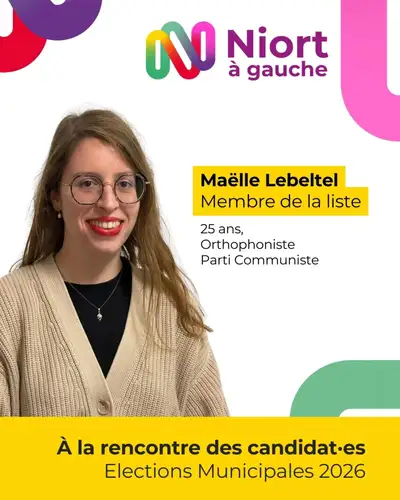 Niort
à gauche
Maëlle Lebeltel
Membre de la liste
25 ans,
Orthophoniste
Parti Communiste
À la rencontre des candidat·es
Elections Municipales 2026